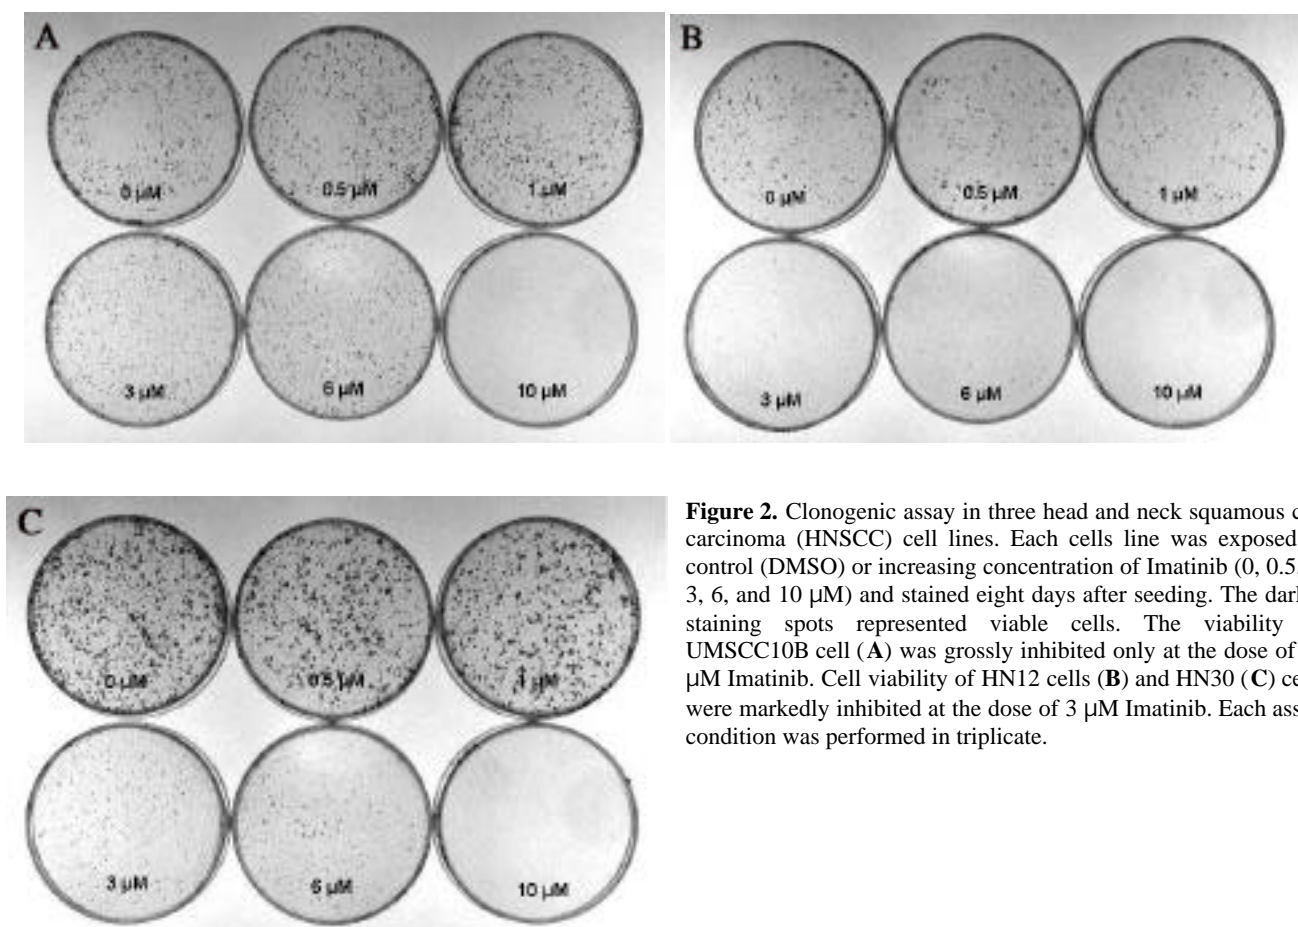 A
0 µM
0.5 µM
1 µM
3 µM
6 µM
10 µM
B
0 µM
0.5 µM
1 µM
3 µM
6 µM
10 µM
C
0 µM
0.5 µM
1 µM
3 µM
6 µM
10 µM
Figure 2. Clonogenic assay in three head and neck squamous c
carcinoma (HNSCC) cell lines. Each cells line was exposed
control (DMSO) or increasing concentration of Imatinib (0, 0.5,
3, 6, and 10 µM) and stained eight days after seeding. The dark
staining spots represented viable cells. The viability
UMSCC10B cell (A) was grossly inhibited only at the dose of
µM Imatinib. Cell viability of HN12 cells (B) and HN30 (C) ce
were markedly inhibited at the dose of 3 µM Imatinib. Each ass
condition was performed in triplicate.